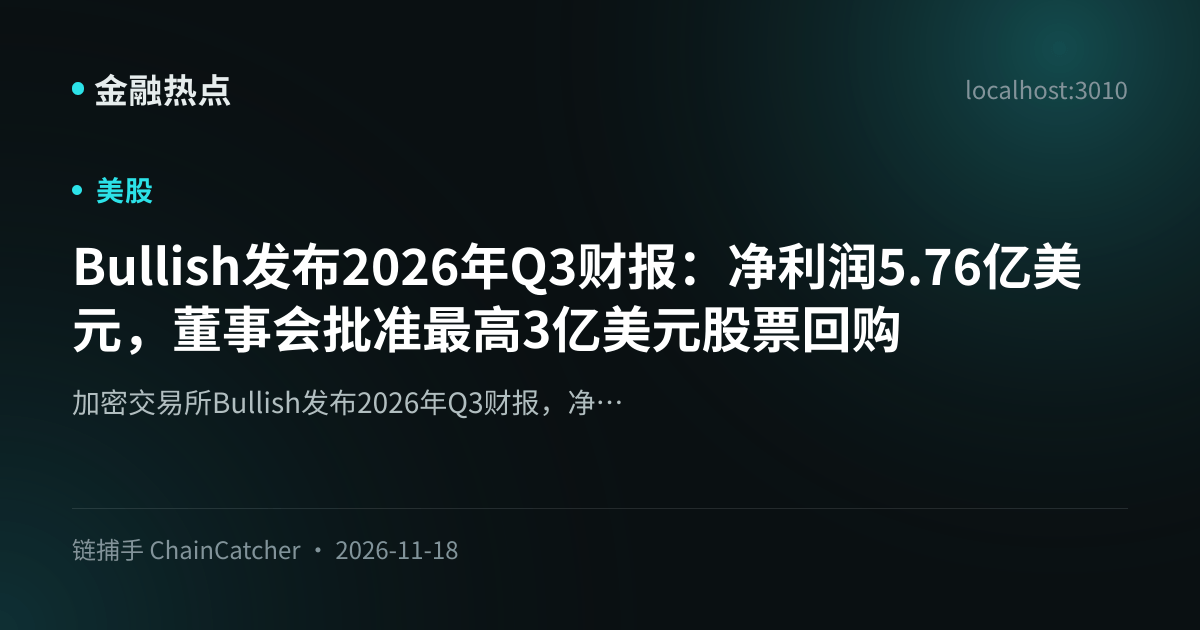 金融热点
localhost:3010
美股
Bullish发布2026年Q3财报：净利润5.76亿美
元，董事会批准最高3亿美元股票回购
加密交易所Bullish发布2026年Q3财报，净…
链捕手 ChainCatcher · 2026-11-18